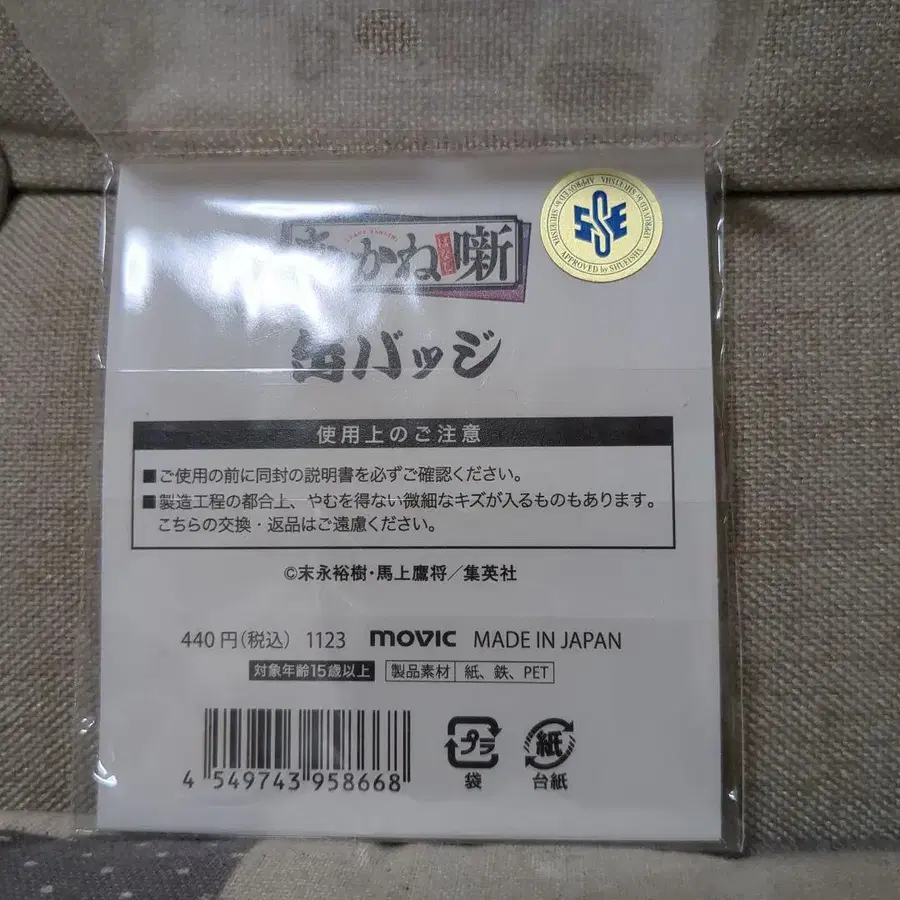 あかね噺
缶バッジ
APPROVED by SHUEISHA APPROVED by SHUEISHA APPROVED by SHUEISHA
使用上のご注意
■ご使用の前に同封の説明書を必ずご確認ください。
■製造工程の都合上、やむを得ない微細なキズが入るものもあります。
こちらの交換・返品はご遠慮ください。
©末永裕樹・馬上鷹将／集英社
440円(税込) 1123 movic MADE IN JAPAN
対象年齢15歳以上 製品素材 紙、鉄、PET
4 549743 958668
プラ
袋
紙
台紙